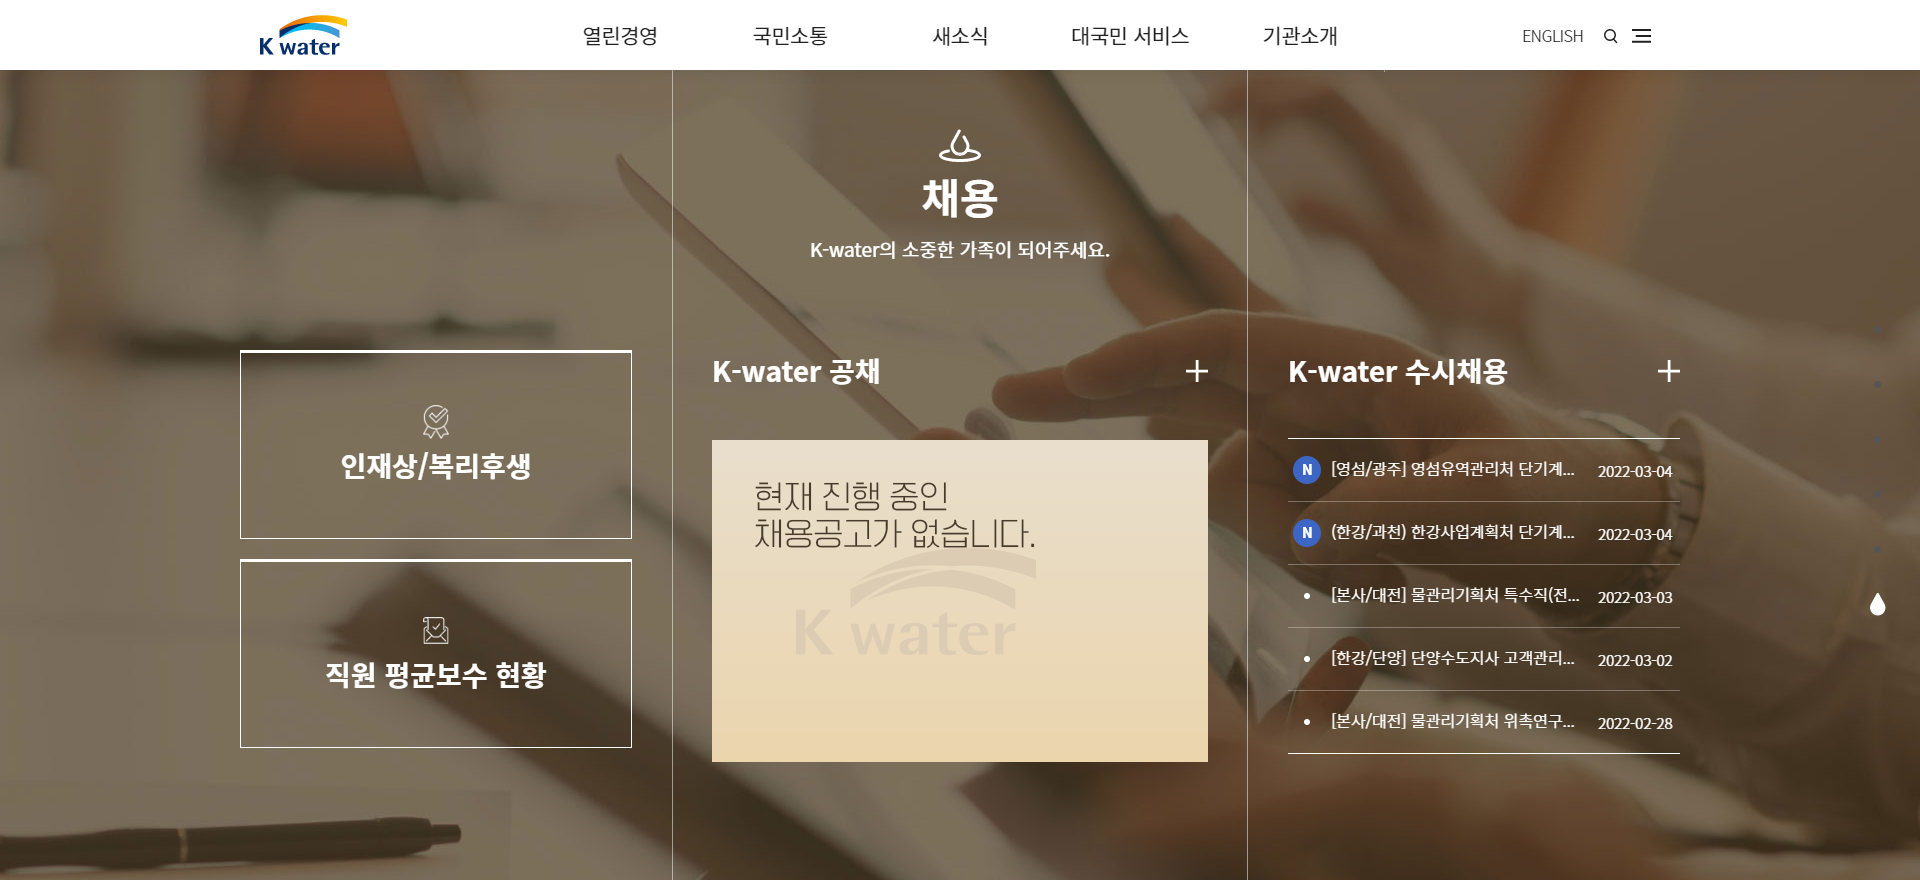 K water
열린경영
국민소통
새소식
대국민 서비스
기관소개
ENGLISH
채용
K-water의 소중한 가족이 되어주세요.
인재상/복리후생
직원 평균보수 현황
K-water 공채
현재 진행 중인
채용공고가 없습니다.
K water
K-water 수시채용
N [영섬/광주] 영섬유역관리처 단기계... 2022-03-04
N (한강/과천) 한강사업계획처 단기계... 2022-03-04
[본사/대전] 물관리기획처 특수직(전... 2022-03-03
[한강/단양] 단양수도지사 고객관리... 2022-03-02
[본사/대전] 물관리기획처 위촉연구... 2022-02-28